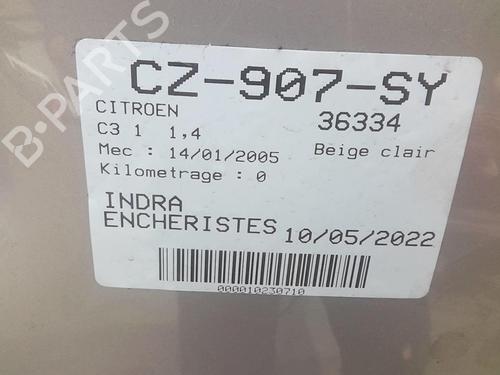 B-PARTS
CZ-907-SY
CITROEN 36334
C3 1 1,4
Mec : 14/01/2005 Beige clair
Kilometrage : 0
INDRA
ENCHERISTES 10/05/2022
000010230710